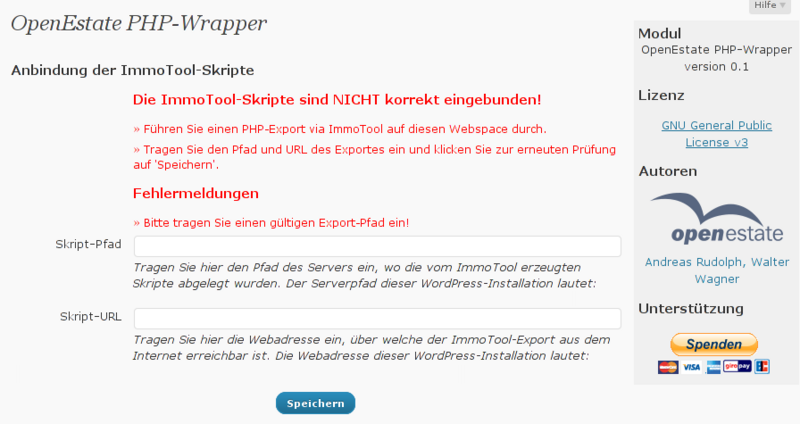 Hilfe
OpenEstate PHP-Wrapper
Anbindung der ImmoTool-Skripte
Die ImmoTool-Skripte sind NICHT korrekt eingebunden!
» Führen Sie einen PHP-Export via ImmoTool auf diesen Webspace durch.
» Tragen Sie den Pfad und URL des Exportes ein und klicken Sie zur erneuten Prüfung
auf 'Speichern'.
Fehlermeldungen
» Bitte tragen Sie einen gültigen Export-Pfad ein!
Skript-Pfad
Tragen Sie hier den Pfad des Servers ein, wo die vom ImmoTool erzeugten
Skripte abgelegt wurden. Der Serverpfad dieser WordPress-Installation lautet:
Skript-URL
Tragen Sie hier die Webadresse ein, über welche der ImmoTool-Export aus dem
Internet erreichbar ist. Die Webadresse dieser WordPress-Installation lautet:
Speichern
Modul
OpenEstate PHP-Wrapper
version 0.1
Lizenz
GNU General Public
License v3
Autoren
openestate
Andreas Rudolph, Walter
Wagner
Unterstützung
Spenden
VISA
giropay